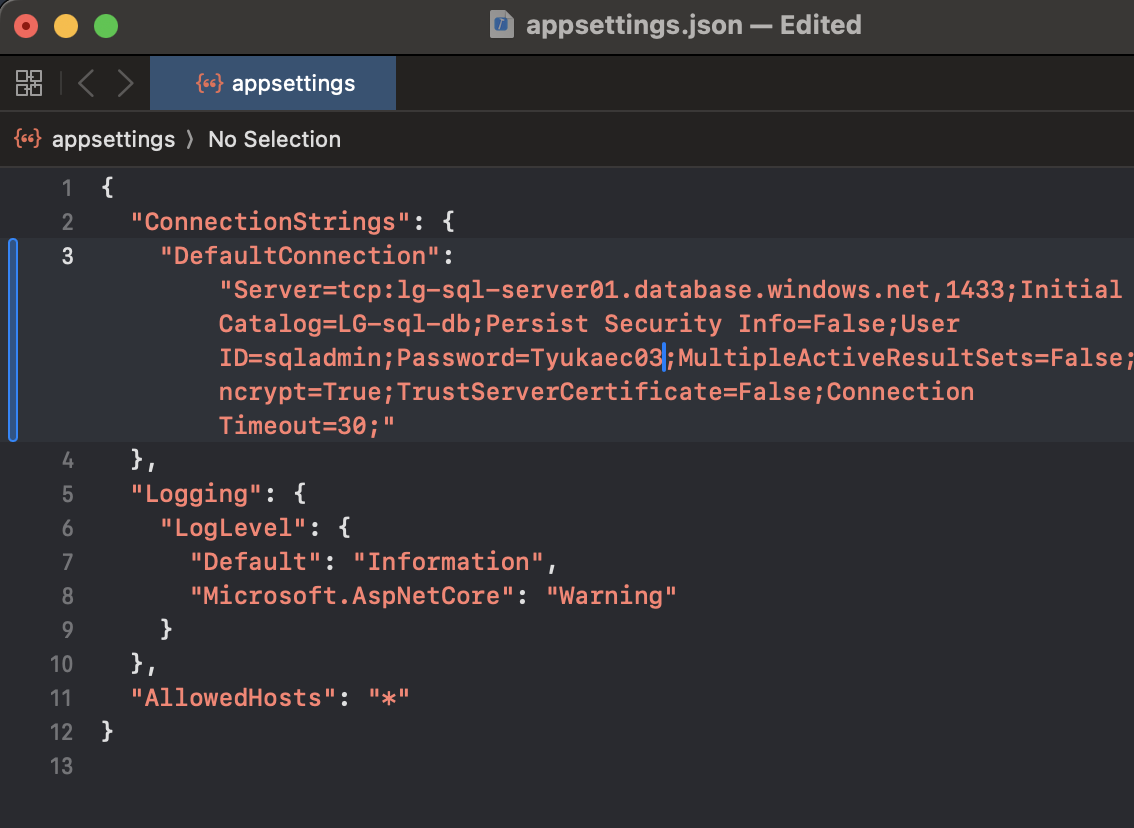 appsettings.json — Edited
appsettings
appsettings 〉 No Selection
1 {
2 "ConnectionStrings": {
3 "DefaultConnection":
"Server=tcp:lg-sql-server01.database.windows.net,1433;Initial
Catalog=LG-sql-db;Persist Security Info=False;User
ID=sqladmin;Password=Tyukaec03;MultipleActiveResultSets=False;
ncrypt=True;TrustServerCertificate=False;Connection
Timeout=30;"
4 },
5 "Logging": {
6 "LogLevel": {
7 "Default": "Information",
8 "Microsoft.AspNetCore": "Warning"
9 }
10 },
11 "AllowedHosts": "*"
12 }
13